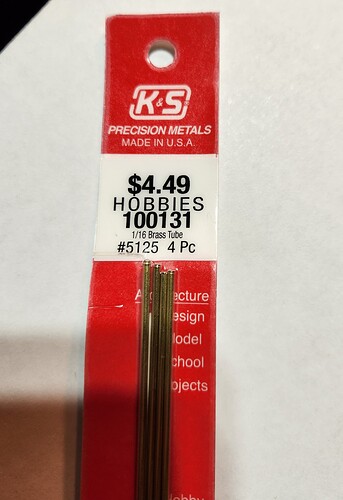 K&S
PRECISION METALS
MADE IN U.S.A.
$4.49
HOBBIES
100131
1/16 Brass Tube
#5125 4 Pc